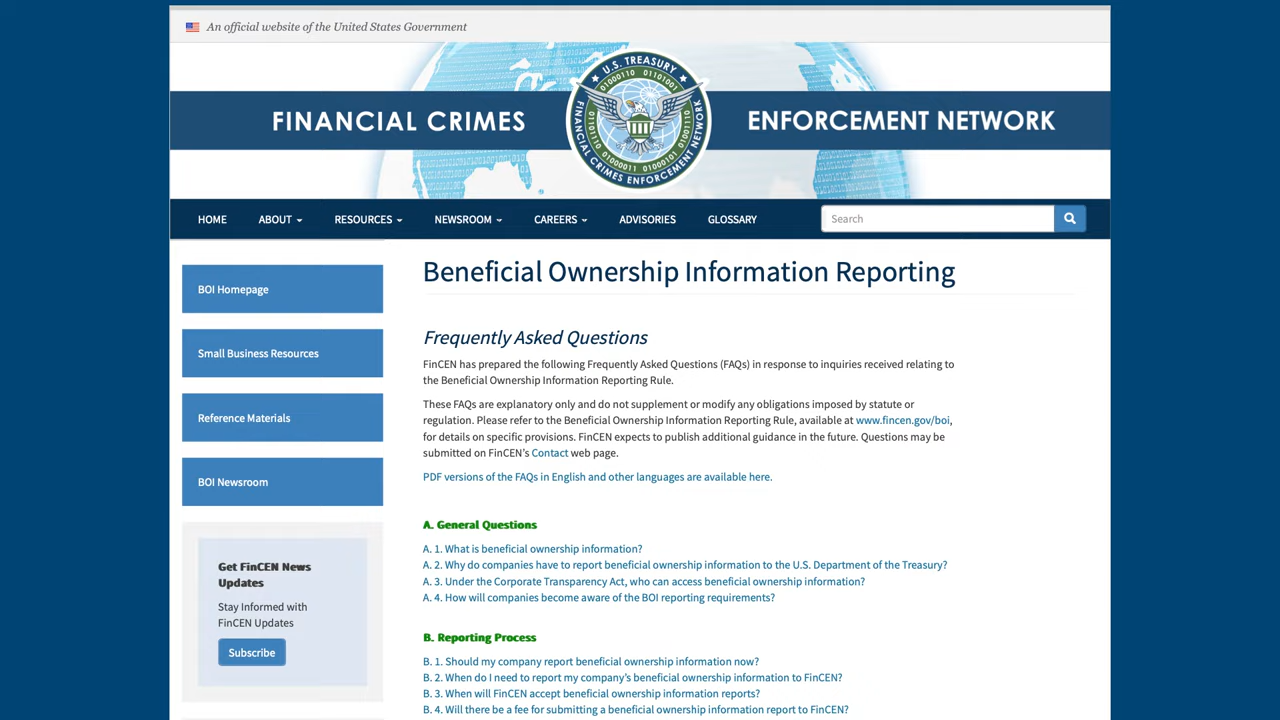 An official website of the United States Government
FINANCIAL CRIMES
ENFORCEMENT NETWORK
U.S. TREASURY
FINANCIAL CRIMES ENFORCEMENT NETWORK
HOME
ABOUT
RESOURCES
NEWSROOM
CAREERS
ADVISORIES
GLOSSARY
Search
BOI Homepage
Small Business Resources
Reference Materials
BOI Newsroom
Get FinCEN News
Updates
Stay Informed with
FinCEN Updates
Subscribe
Beneficial Ownership Information Reporting
Frequently Asked Questions
FinCEN has prepared the following Frequently Asked Questions (FAQs) in response to inquiries received relating to
the Beneficial Ownership Information Reporting Rule.
These FAQs are explanatory only and do not supplement or modify any obligations imposed by statute or
regulation. Please refer to the Beneficial Ownership Information Reporting Rule, available at www.fincen.gov/boi,
for details on specific provisions. FinCEN expects to publish additional guidance in the future. Questions may be
submitted on FinCEN's Contact web page.
PDF versions of the FAQs in English and other languages are available here.
A. General Questions
A. 1. What is beneficial ownership information?
A. 2. Why do companies have to report beneficial ownership information to the U.S. Department of the Treasury?
A. 3. Under the Corporate Transparency Act, who can access beneficial ownership information?
A. 4. How will companies become aware of the BOI reporting requirements?
B. Reporting Process
B. 1. Should my company report beneficial ownership information now?
B. 2. When do I need to report my company's beneficial ownership information to FinCEN?
B. 3. When will FinCEN accept beneficial ownership information reports?
B. 4. Will there be a fee for submitting a beneficial ownership information report to FinCEN?